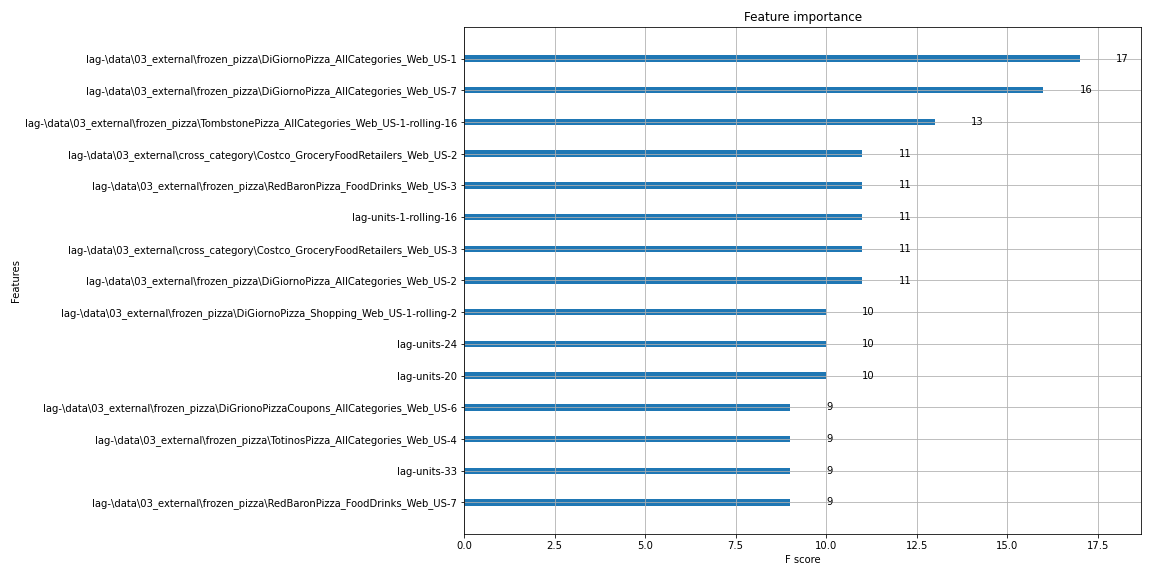 Feature importance
lag-\data\03_external\frozen_pizza\DiGiornoPizza_AllCategories_Web_US-1
17
lag-\data\03_external\frozen_pizza\DiGiornoPizza_AllCategories_Web_US-7
16
lag-\data\03_external\frozen_pizza\TombstonePizza_AllCategories_Web_US-1-rolling-16
13
lag-\data\03_external\cross_category\Costco_GroceryFoodRetailers_Web_US-2
11
lag-\data\03_external\frozen_pizza\RedBaronPizza_FoodDrinks_Web_US-3
11
lag-units-1-rolling-16
11
lag-\data\03_external\cross_category\Costco_GroceryFoodRetailers_Web_US-3
11
lag-\data\03_external\frozen_pizza\DiGiornoPizza_AllCategories_Web_US-2
11
lag-\data\03_external\frozen_pizza\DiGiornoPizza_Shopping_Web_US-1-rolling-2
10
lag-units-24
10
lag-units-20
10
lag-\data\03_external\frozen_pizza\DiGrionoPizzaCoupons_AllCategories_Web_US-6
9
lag-\data\03_external\frozen_pizza\TotinosPizza_AllCategories_Web_US-4
9
lag-units-33
9
lag-\data\03_external\frozen_pizza\RedBaronPizza_FoodDrinks_Web_US-7
9
Features
0.0 2.5 5.0 7.5 10.0 12.5 15.0 17.5
F score